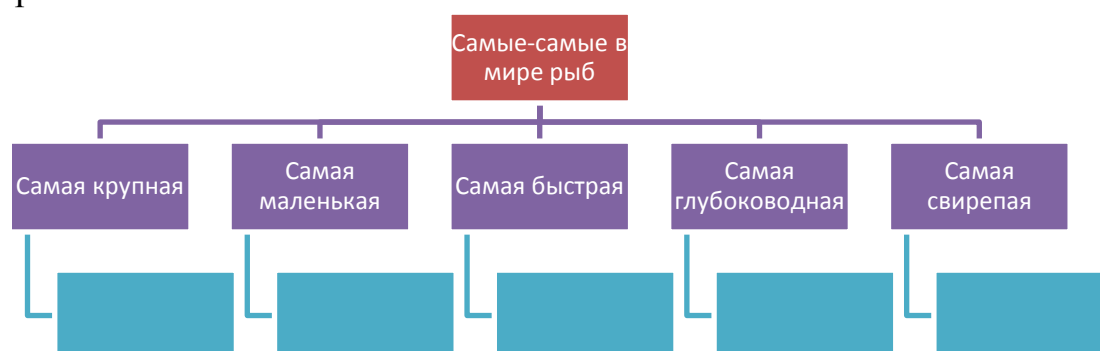 Самые-самые в
мире рыб
Самая крупная
Самая
маленькая
Самая быстрая
Самая
глубоководная
Самая
свирепая